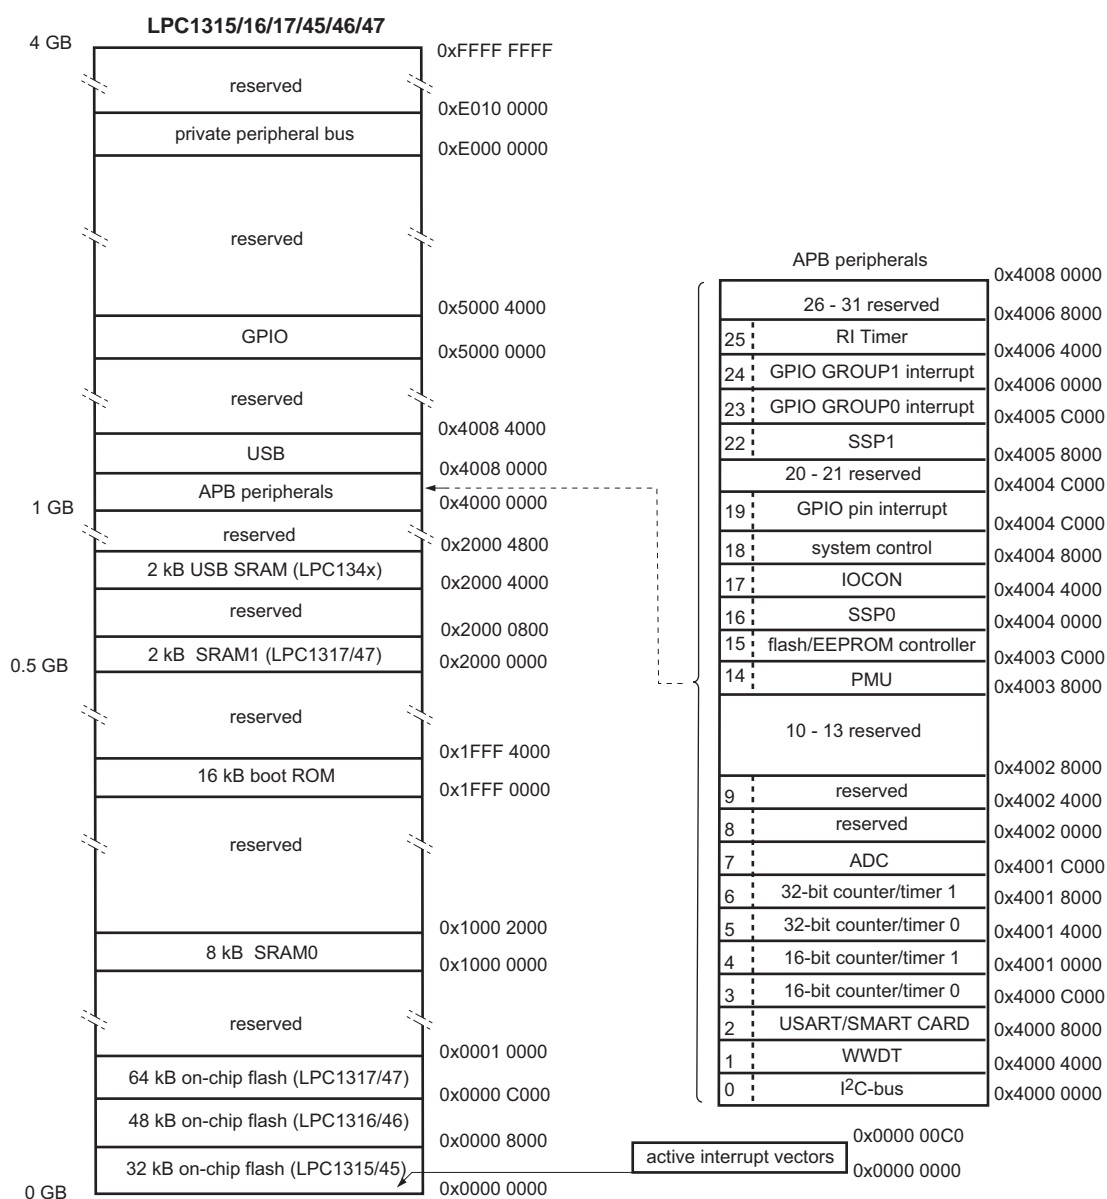 LPC1315/16/17/45/46/47
4 GB
0xFFFF FFFF
reserved
0xE010 0000
private peripheral bus
0xE000 0000
reserved
0x5000 4000
GPIO
0x5000 0000
reserved
0x4008 4000
USB
0x4008 0000
APB peripherals
0x4000 0000
1 GB
reserved
0x2000 4800
2 kB USB SRAM (LPC134x)
0x2000 4000
reserved
0x2000 0800
2 kB SRAM1 (LPC1317/47)
0x2000 0000
0.5 GB
reserved
0x1FFF 4000
16 kB boot ROM
0x1FFF 0000
reserved
0x1000 2000
8 kB SRAM0
0x1000 0000
reserved
0x0001 0000
64 kB on-chip flash (LPC1317/47)
0x0000 C000
48 kB on-chip flash (LPC1316/46)
0x0000 8000
32 kB on-chip flash (LPC1315/45)
0x0000 0000
0 GB
APB peripherals
0x4008 0000
26 - 31 reserved
0x4006 8000
25 RI Timer
0x4006 4000
24 GPIO GROUP1 interrupt
0x4006 0000
23 GPIO GROUP0 interrupt
0x4005 C000
22 SSP1
0x4005 8000
20 - 21 reserved
0x4004 C000
19 GPIO pin interrupt
0x4004 C000
18 system control
0x4004 8000
17 IOCON
0x4004 4000
16 SSP0
0x4004 0000
15 flash/EEPROM controller
0x4003 C000
14 PMU
0x4003 8000
10 - 13 reserved
0x4002 8000
9 reserved
0x4002 4000
8 reserved
0x4002 0000
7 ADC
0x4001 C000
6 32-bit counter/timer 1
0x4001 8000
5 32-bit counter/timer 0
0x4001 4000
4 16-bit counter/timer 1
0x4001 0000
3 16-bit counter/timer 0
0x4000 C000
2 USART/SMART CARD
0x4000 8000
1 WWDT
0x4000 4000
0 I2C-bus
0x4000 0000
0x0000 00C0
active interrupt vectors
0x0000 0000